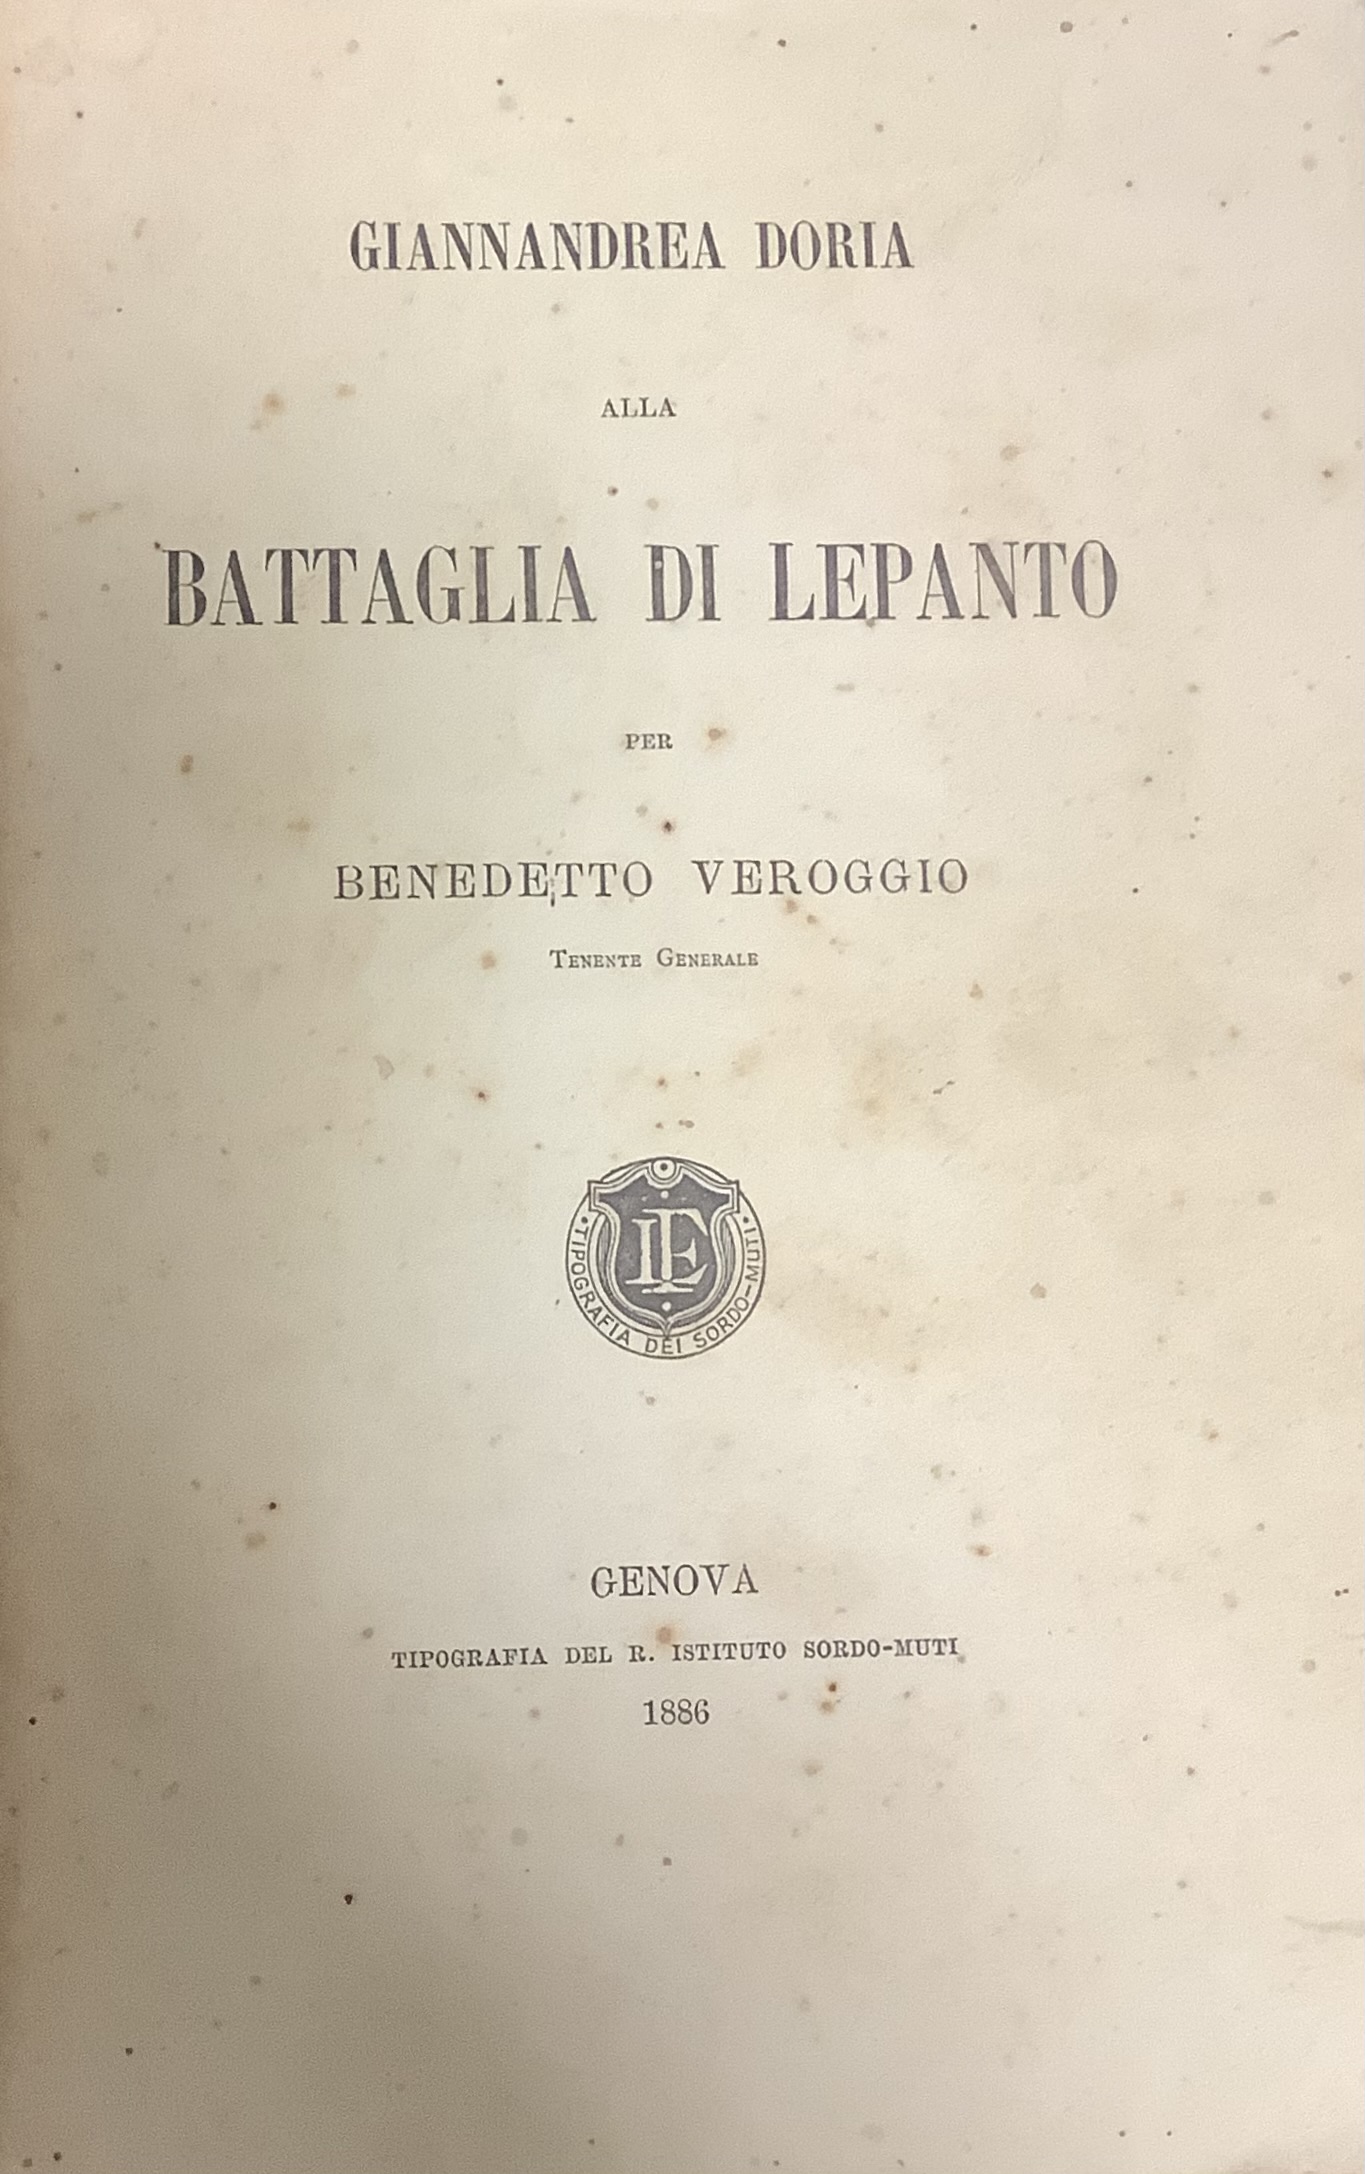 GIANNANDREA DORIA
ALLA
BATTAGLIA DI LEPANTO
PER
BENEDETTO VEROGGIO
TENENTE GENERALE
IE
• TIPOGRAFIA DEI SORDO-MUTI •
GENOVA
TIPOGRAFIA DEL R. ISTITUTO SORDO-MUTI
1886